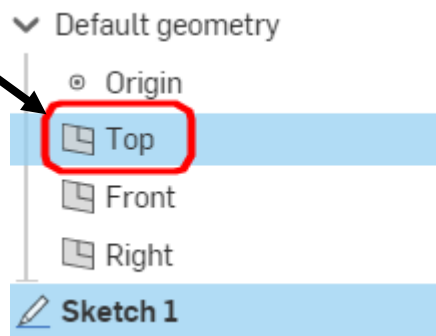 Default geometry
Origin
Top
Front
Right
Sketch 1